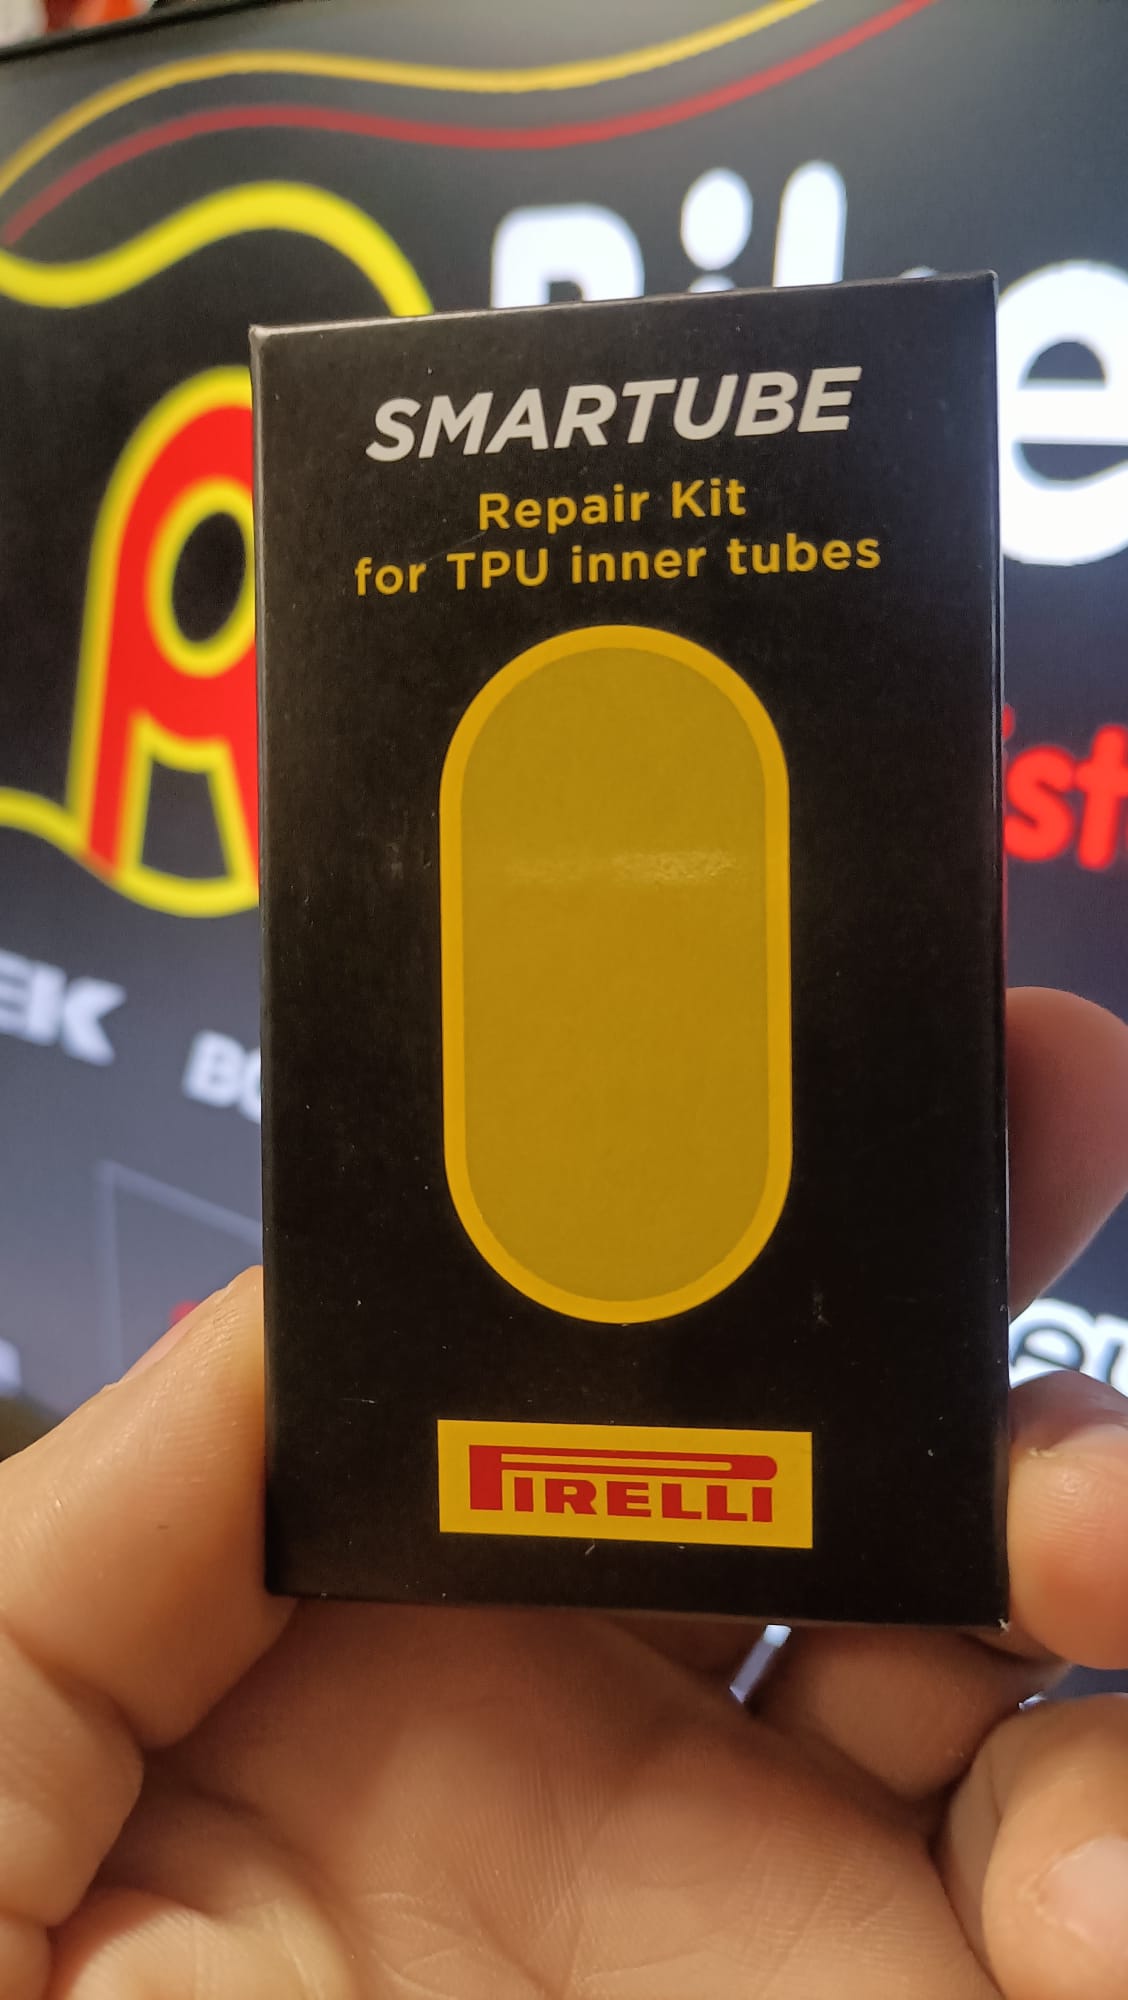 SMARTUBE
Repair Kit
for TPU inner tubes
PIRELLI